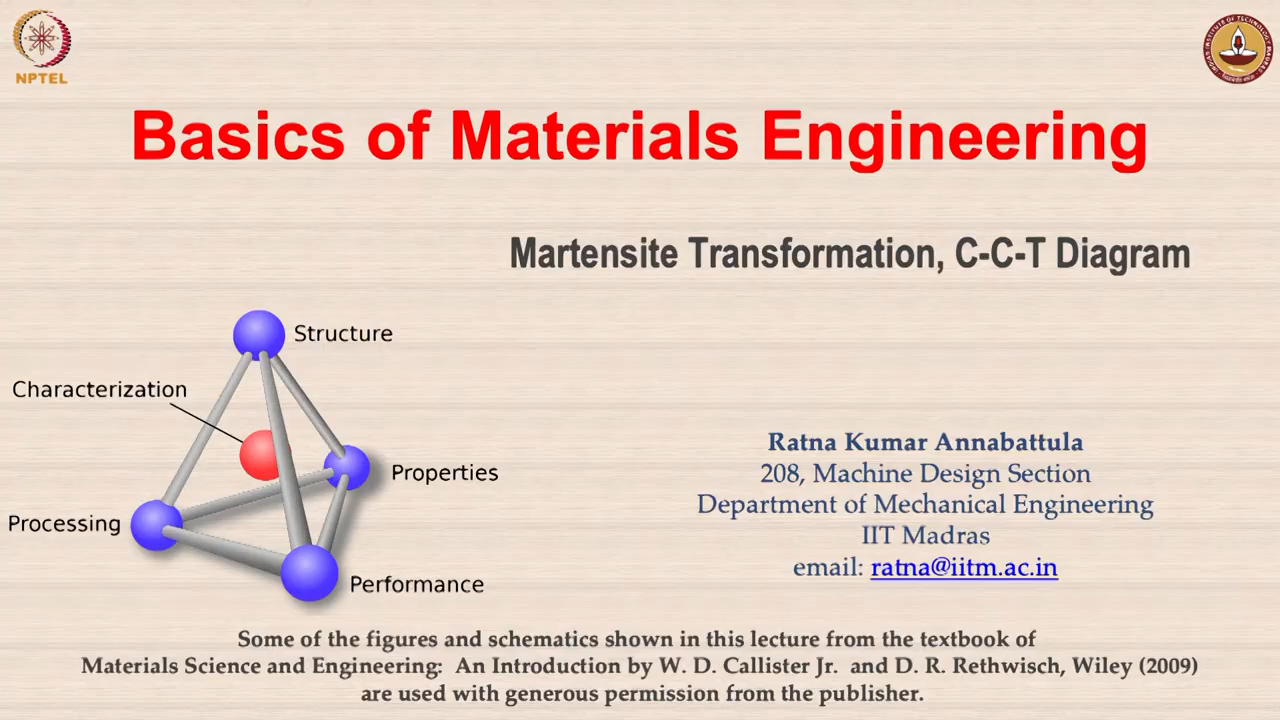 NPTEL
Basics of Materials Engineering
Martensite Transformation, C-C-T Diagram
Structure
Characterization
Properties
Processing
Performance
Ratna Kumar Annabattula
208, Machine Design Section
Department of Mechanical Engineering
IIT Madras
email: ratna@iitm.ac.in
Some of the figures and schematics shown in this lecture from the textbook of
Materials Science and Engineering: An Introduction by W. D. Callister Jr. and D. R. Rethwisch, Wiley (2009)
are used with generous permission from the publisher.